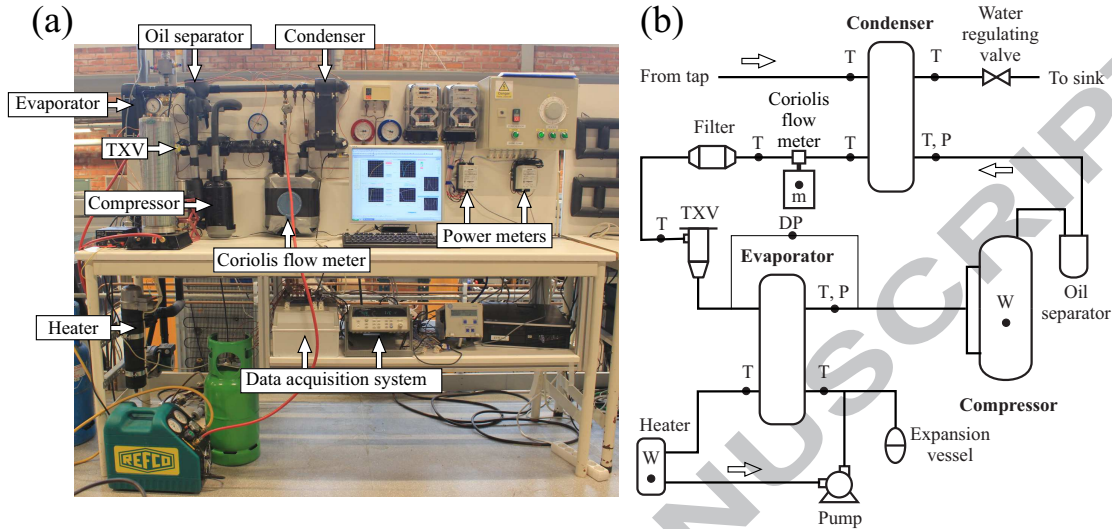 (a)
Oil separator
Condenser
Evaporator
TXV
Compressor
Power meters
Coriolis flow meter
Heater
Data acquisition system
REFCO
(b)
Condenser
Water
regulating
valve
From tap
T
T
To sink
Coriolis
flow
meter
Filter
T
T
T, P
m
TXV
DP
T
Evaporator
T, P
W
Oil
separator
T
T
Compressor
Heater
W
Expansion
vessel
Pump
NUSCRIPT